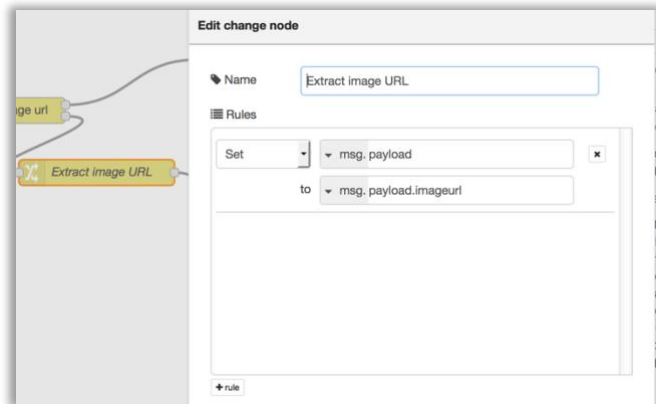 Edit change node
Name
Extract image URL
ge url
Rules
Set
msg. payload
to
msg. payload.imageurl
Extract image URL
+ rule